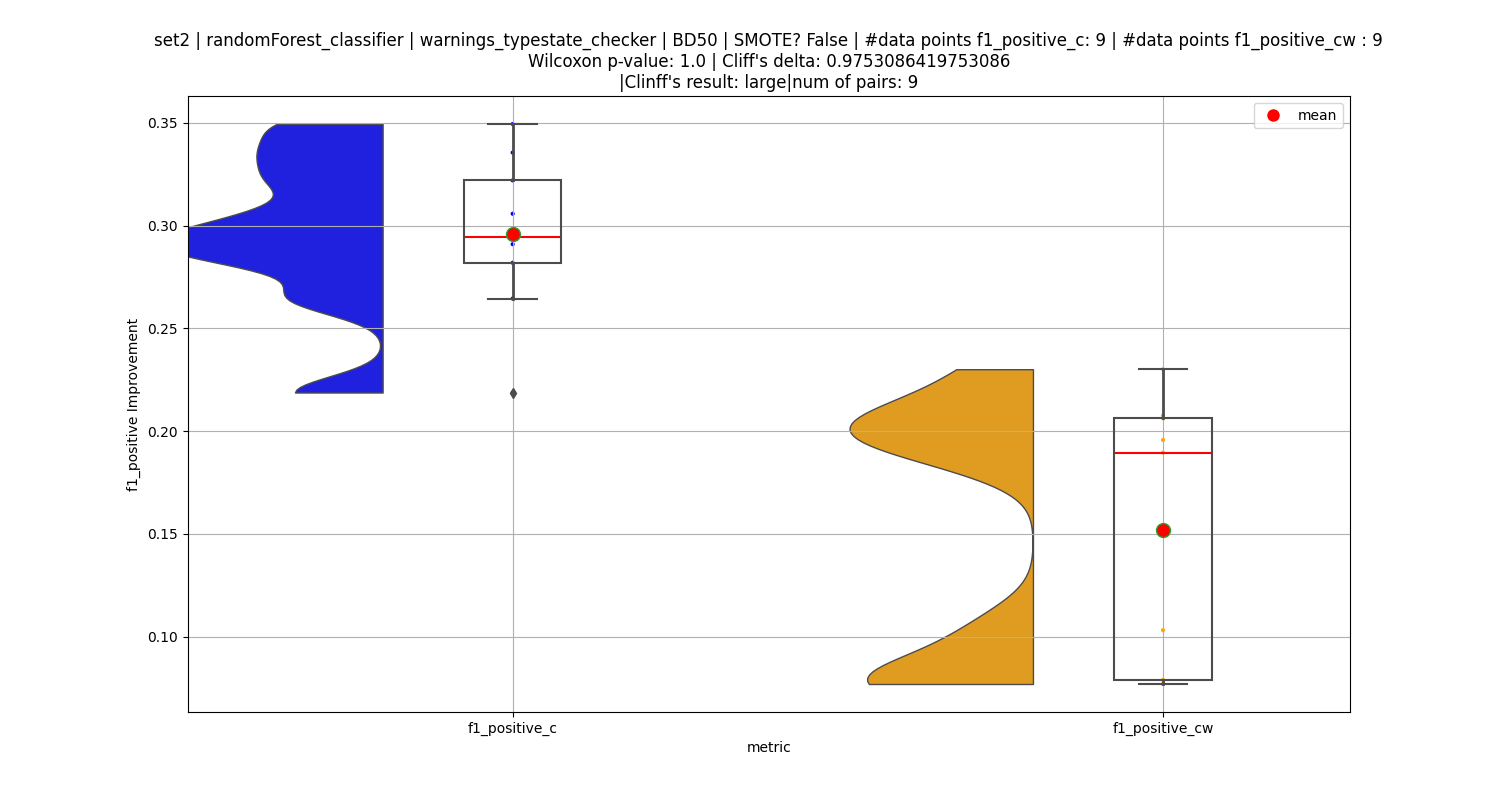 set2 | randomForest_classifier | warnings_typestate_checker | BD50 | SMOTE? False | #data points f1_positive_c: 9 | #data points f1_positive_cw : 9
Wilcoxon p-value: 1.0 | Cliff's delta: 0.9753086419753086
|Clinff's result: large|num of pairs: 9
mean
0.35
0.30
0.25
0.20
0.15
0.10
f1_positive Improvement
f1_positive_c
f1_positive_cw
metric